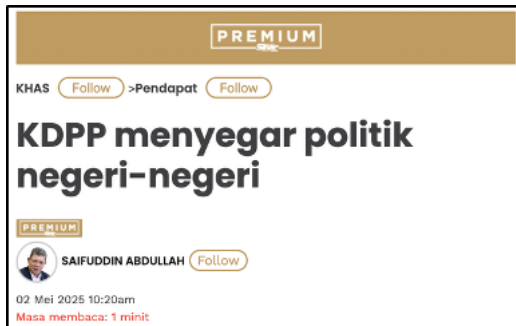 PREMIUM
KHAS Follow >Pendapat Follow
KDPP menyegar politik
negeri-negeri
PREMIUM
SAIFUDDIN ABDULLAH Follow
02 Mei 2025 10:20am
Masa membaca: 1 minit